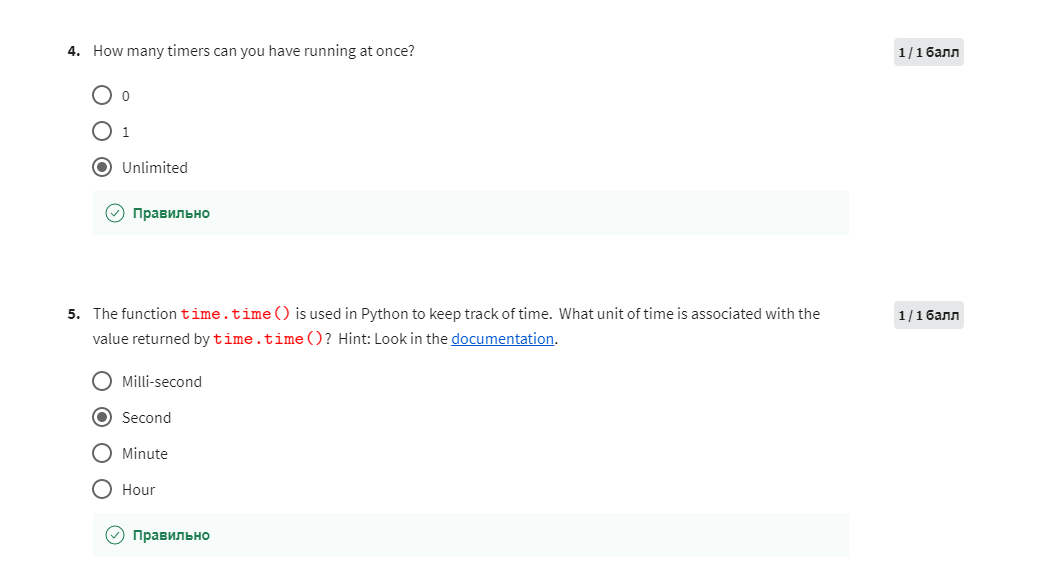 4. How many timers can you have running at once?
1 / 1 балл
0
1
Unlimited
Правильно
5. The function time.time() is used in Python to keep track of time. What unit of time is associated with the
1 / 1 балл
value returned by time.time()? Hint: Look in the documentation.
Milli-second
Second
Minute
Hour
Правильно